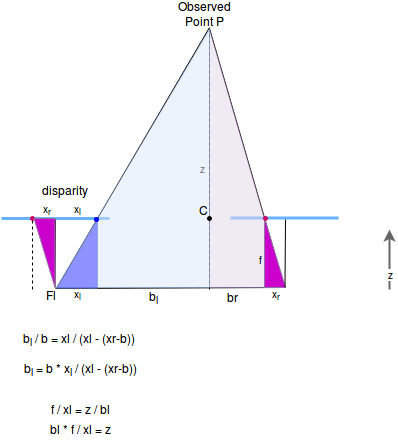 Observed
Point P
z
disparity
xr xl
C
f
z
Fl xl bl br xr
bl / b = xl / (xl - (xr-b))
bl = b * xl / (xl - (xr-b))
f / xl = z / bl
bl * f / xl = z